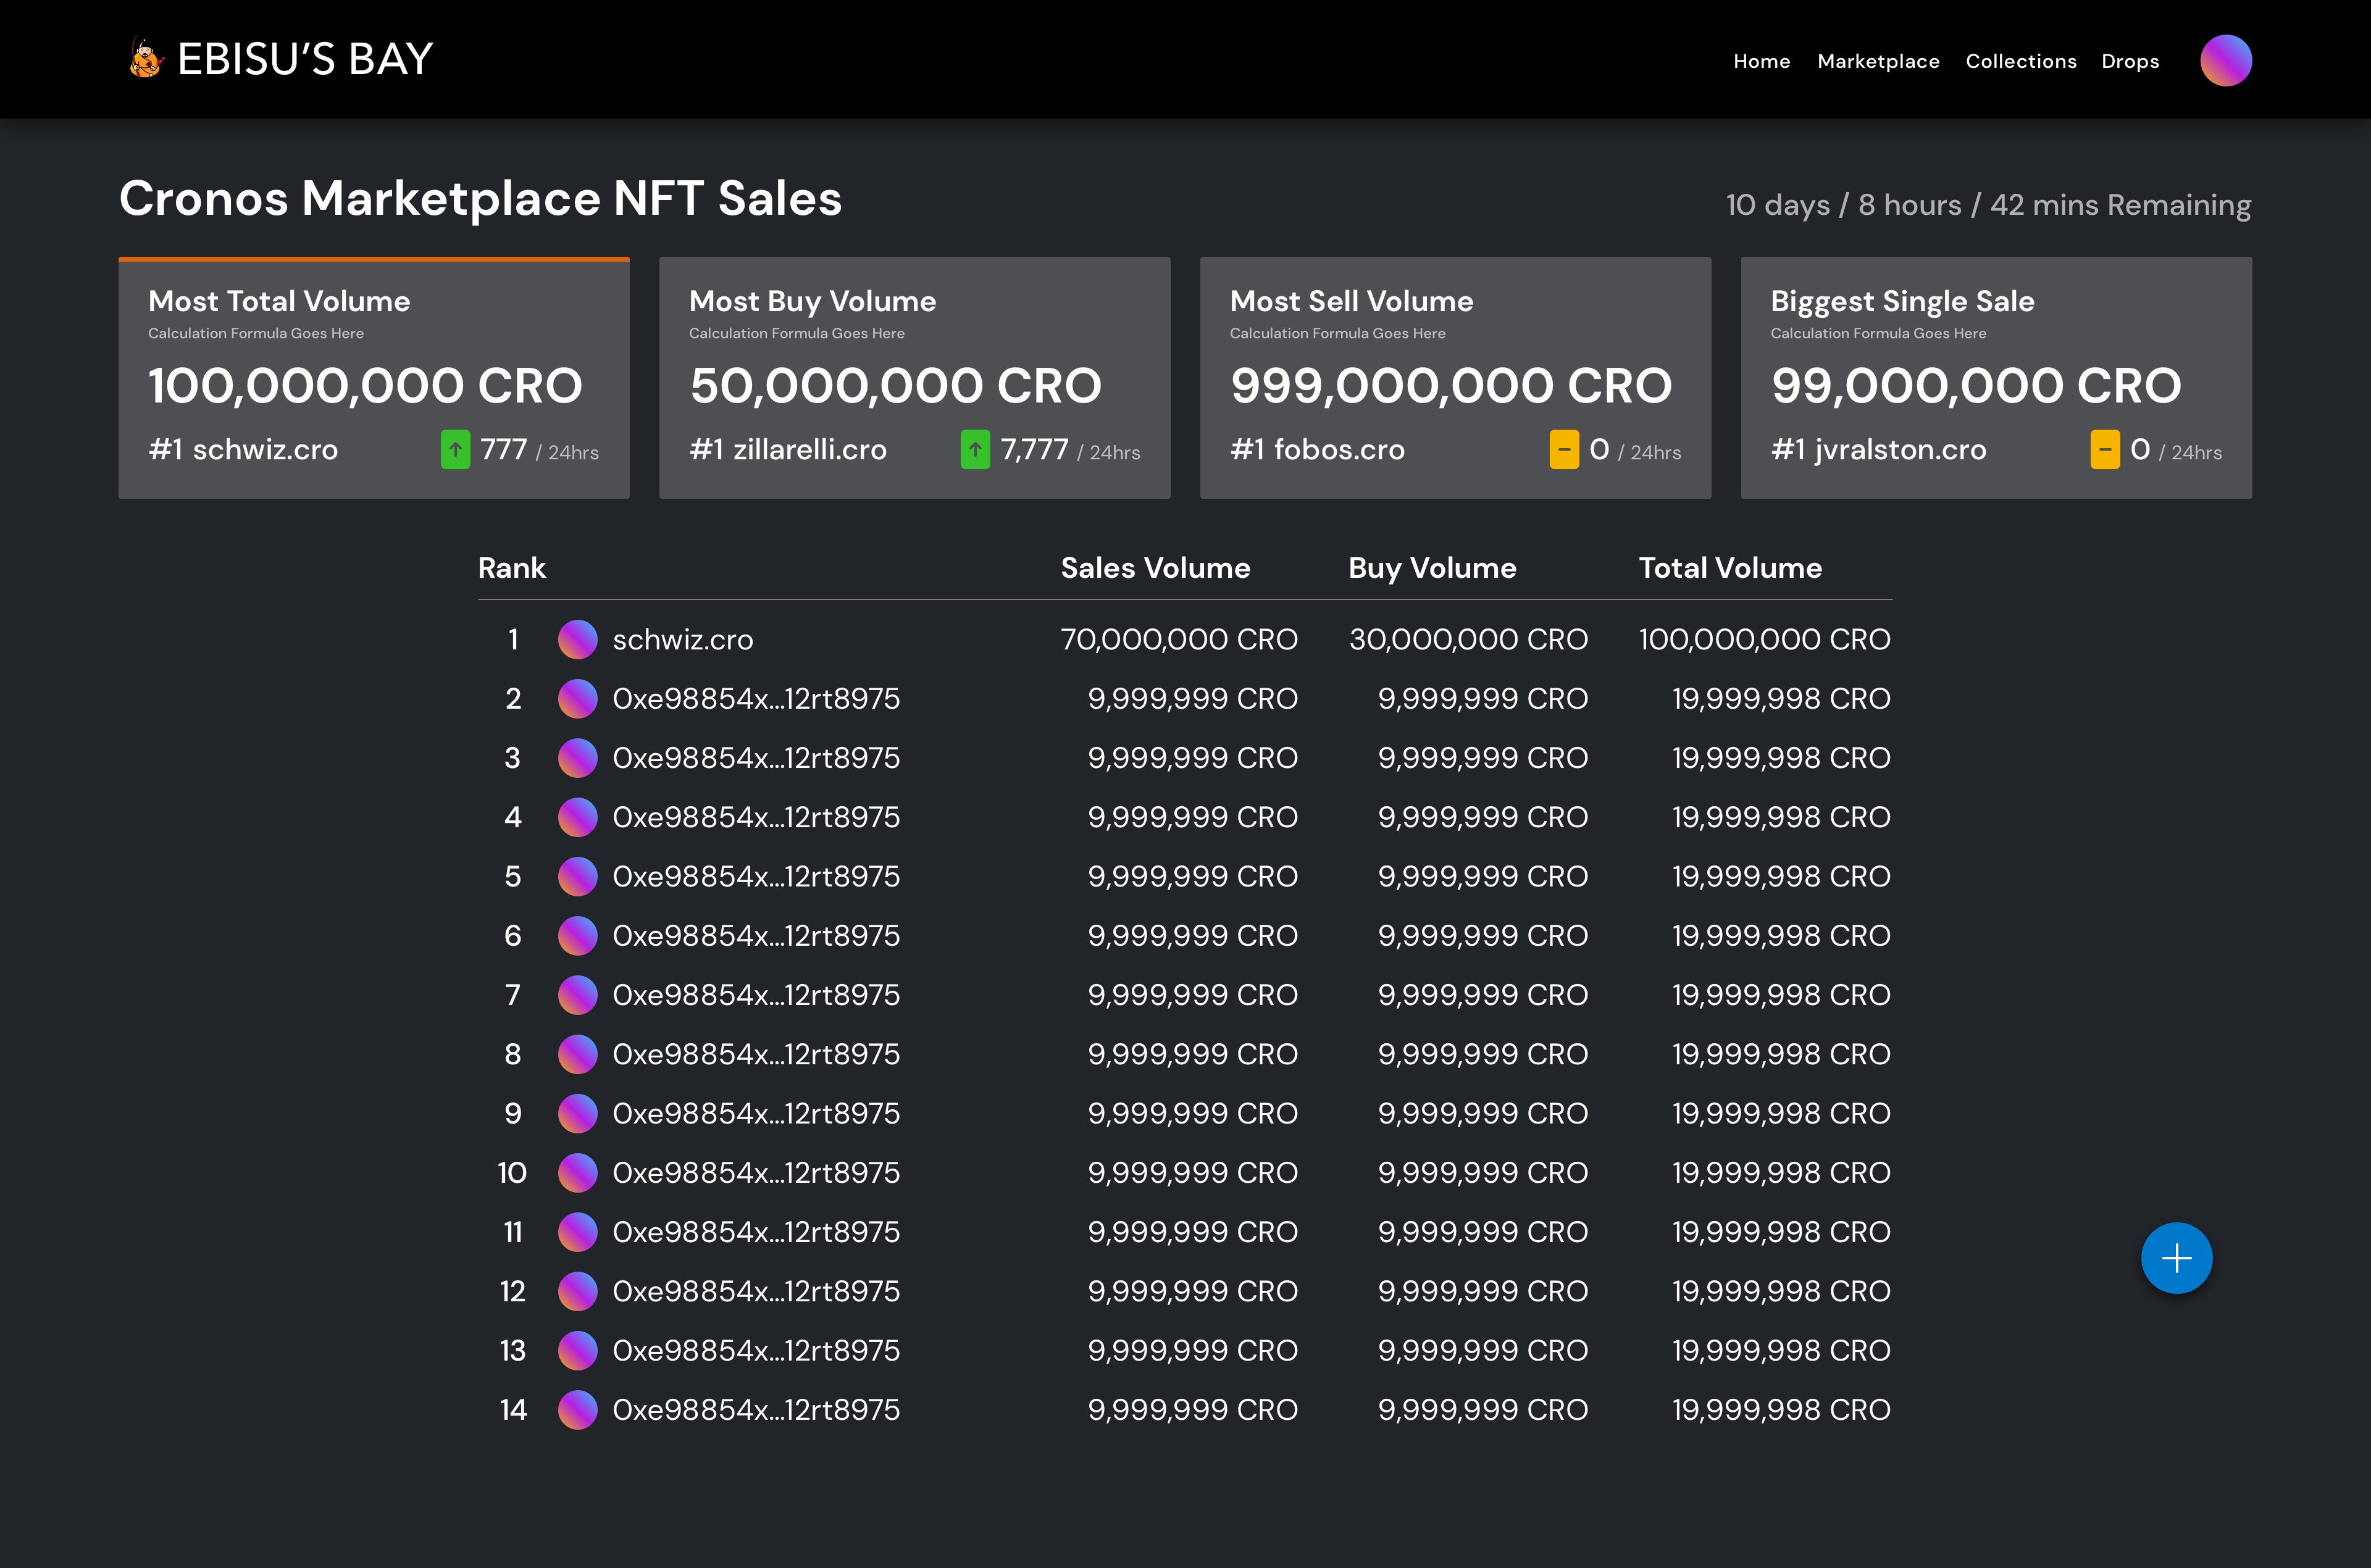 EBISU'S BAY
Home Marketplace Collections Drops
Cronos Marketplace NFT Sales
10 days / 8 hours / 42 mins Remaining
Most Total Volume
Calculation Formula Goes Here
100,000,000 CRO
#1 schwiz.cro 777 / 24hrs
Most Buy Volume
Calculation Formula Goes Here
50,000,000 CRO
#1 zillarelli.cro 7,777 / 24hrs
Most Sell Volume
Calculation Formula Goes Here
999,000,000 CRO
#1 fobos.cro 0 / 24hrs
Biggest Single Sale
Calculation Formula Goes Here
99,000,000 CRO
#1 jvralston.cro 0 / 24hrs
Rank Sales Volume Buy Volume Total Volume
1 schwiz.cro 70,000,000 CRO 30,000,000 CRO 100,000,000 CRO
2 0xe98854x...12rt8975 9,999,999 CRO 9,999,999 CRO 19,999,998 CRO
3 0xe98854x...12rt8975 9,999,999 CRO 9,999,999 CRO 19,999,998 CRO
4 0xe98854x...12rt8975 9,999,999 CRO 9,999,999 CRO 19,999,998 CRO
5 0xe98854x...12rt8975 9,999,999 CRO 9,999,999 CRO 19,999,998 CRO
6 0xe98854x...12rt8975 9,999,999 CRO 9,999,999 CRO 19,999,998 CRO
7 0xe98854x...12rt8975 9,999,999 CRO 9,999,999 CRO 19,999,998 CRO
8 0xe98854x...12rt8975 9,999,999 CRO 9,999,999 CRO 19,999,998 CRO
9 0xe98854x...12rt8975 9,999,999 CRO 9,999,999 CRO 19,999,998 CRO
10 0xe98854x...12rt8975 9,999,999 CRO 9,999,999 CRO 19,999,998 CRO
11 0xe98854x...12rt8975 9,999,999 CRO 9,999,999 CRO 19,999,998 CRO
12 0xe98854x...12rt8975 9,999,999 CRO 9,999,999 CRO 19,999,998 CRO
13 0xe98854x...12rt8975 9,999,999 CRO 9,999,999 CRO 19,999,998 CRO
14 0xe98854x...12rt8975 9,999,999 CRO 9,999,999 CRO 19,999,998 CRO